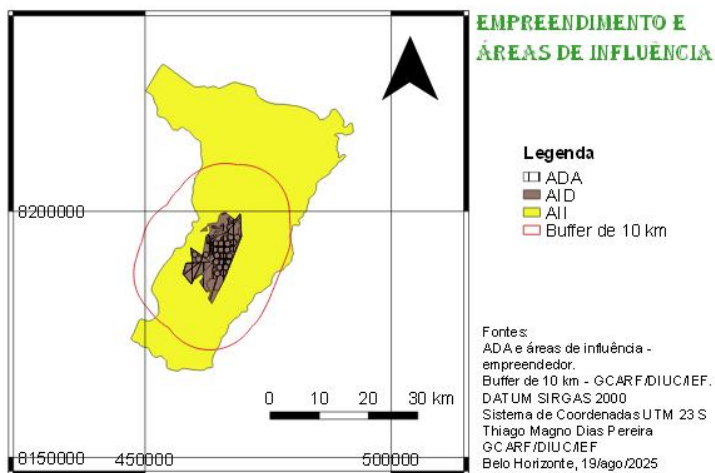 EMPREENDIMENTO E
ÁREAS DE INFLUÊNCIA
Legenda
ADA
AID
AII
Buffer de 10 km
8200000
0 10 20 30 km
8150000 450000 500000
Fontes:
ADA e áreas de influência -
empreendedor.
Buffer de 10 km - GCARF/DIUC/IEF.
DATUM SIRGAS 2000
Sistema de Coordenadas UTM 23 S
Thiago Magno Dias Pereira
GCARF/DIUC/IEF
Belo Horizonte, 19/ago/2025